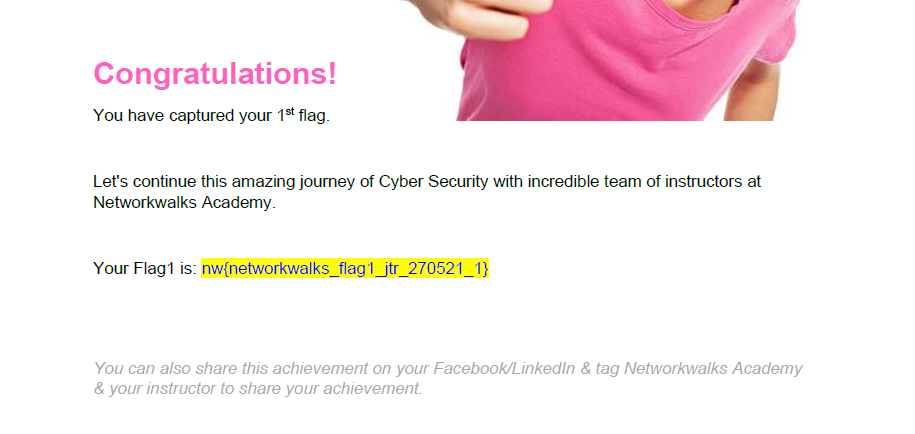 Congratulations!
You have captured your 1st flag.
Let's continue this amazing journey of Cyber Security with incredible team of instructors at
Networkwalks Academy.
Your Flag1 is: nw{networkwalks_flag1_jtr_270521_1}
You can also share this achievement on your Facebook/LinkedIn & tag Networkwalks Academy
& your instructor to share your achievement.